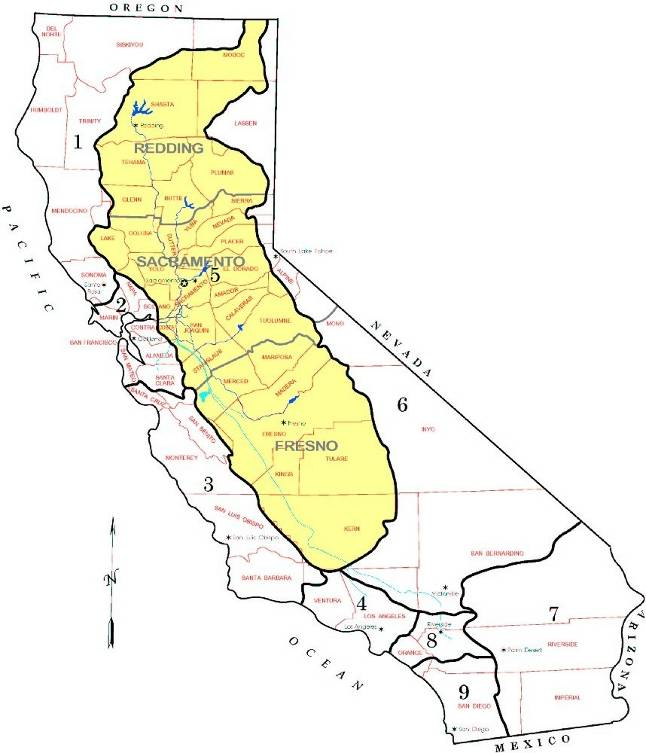 OREGON
DEL NORTE
SISKIYOU
MODOC
HUMBOLDT
TRINITY
1
SHASTA
Redding
LASSEN
REDDING
TEHAMA
PLUMAS
GLENN
BUTTE
SIERRA
MENDOCINO
PACIFIC
LAKE
COLUSA
SUTTER
YUBA
NEVADA
PLACER
SACRAMENTO
5
YOLO
EL DORADO
South Lake Tahoe
ALPINE
SONOMA
Santa Rosa
NAPA
Sacramento
SACRAMENTO
AMADOR
2
SOLANO
CALAVERAS
MARIN
CONTRA COSTA
SAN JOAQUIN
TUOLUMNE
MONO
NEVADA
SAN FRANCISCO
Oakland
ALAMEDA
STANISLAUS
MARIPOSA
SAN MATEO
SANTA CLARA
MERCED
MADERA
SANTA CRUZ
6
SAN BENITO
Fresno
FRESNO
INYO
FRESNO
MONTEREY
TULARE
KINGS
3
SAN LUIS OBISPO
San Luis Obispo
KERN
N
SAN BERNARDINO
SANTA BARBARA
Victorville
VENTURA
4
LOS ANGELES
7
Los Angeles
Riverside
8
ORANGE
Palm Desert
RIVERSIDE
ARIZONA
OCEAN
9
SAN DIEGO
IMPERIAL
San Diego
MEXICO